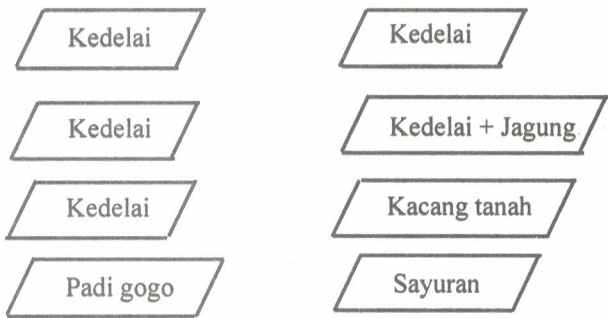 Kedelai
Kedelai
Kedelai
Kedelai + Jagung
Kedelai
Kacang tanah
Padi gogo
Sayuran